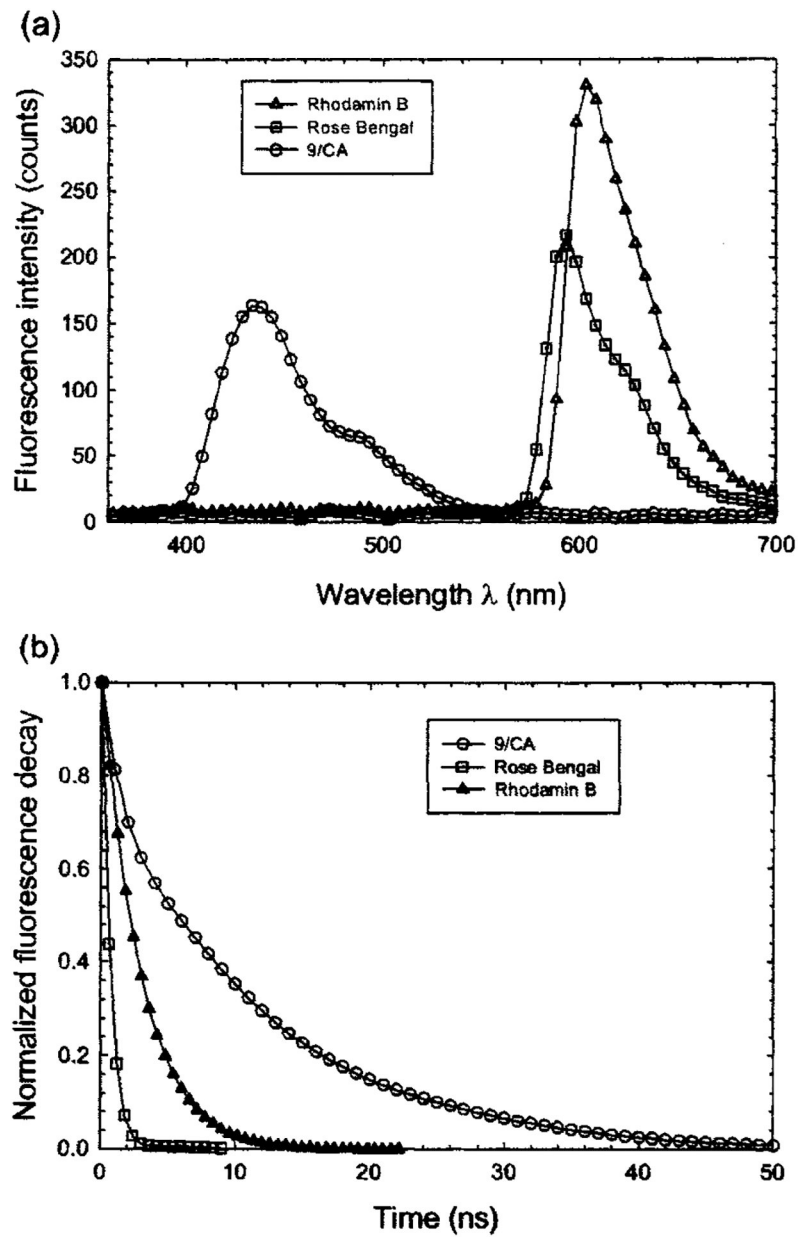 (a)
350
300
250
200
150
100
50
0
Fluorescence intensity (counts)
Rhodamin B
Rose Bengal
9/CA
400 500 600 700
Wavelength λ (nm)
(b)
1.0
0.8
0.6
0.4
0.2
0.0
Normalized fluorescence decay
9/CA
Rose Bengal
Rhodamin B
0 10 20 30 40 50
Time (ns)